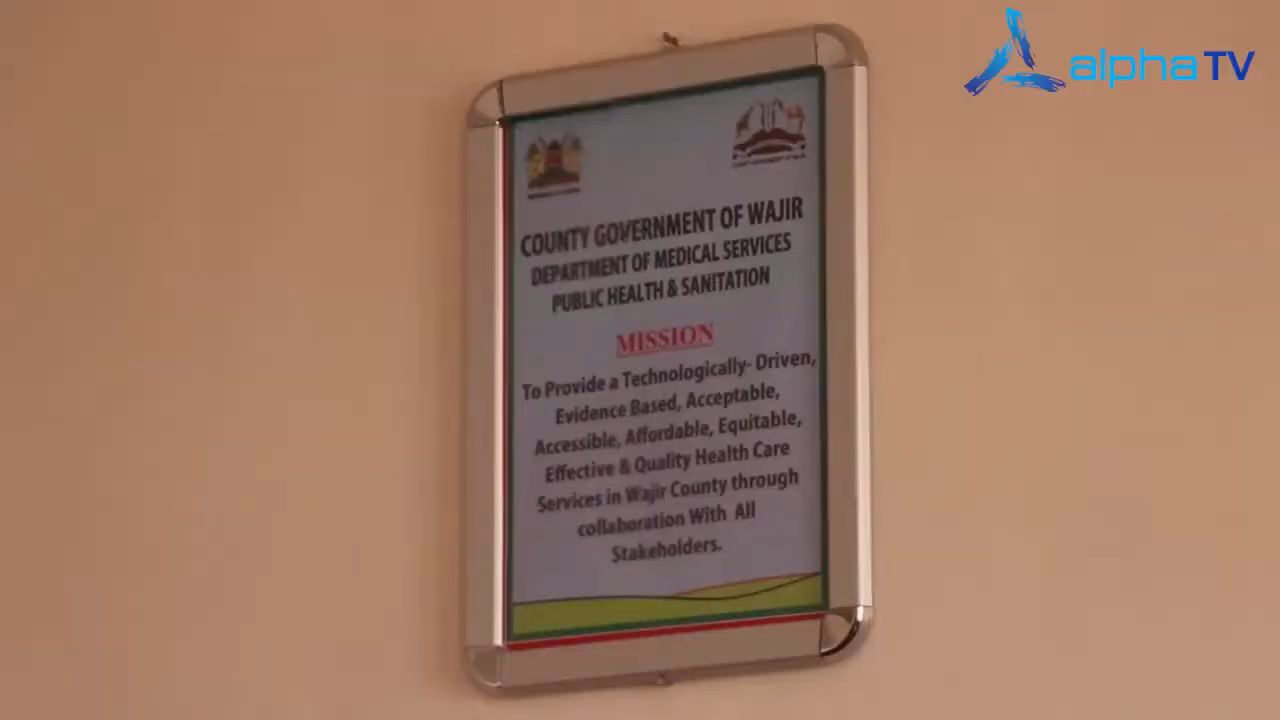 alphaTV
COUNTY GOVERNMENT OF WAJIR
DEPARTMENT OF MEDICAL SERVICES
PUBLIC HEALTH & SANITATION
MISSION
To Provide a Technologically- Driven,
Evidence Based, Acceptable,
Accessible, Affordable, Equitable,
Effective & Quality Health Care
Services in Wajir County through
collaboration With All
Stakeholders.